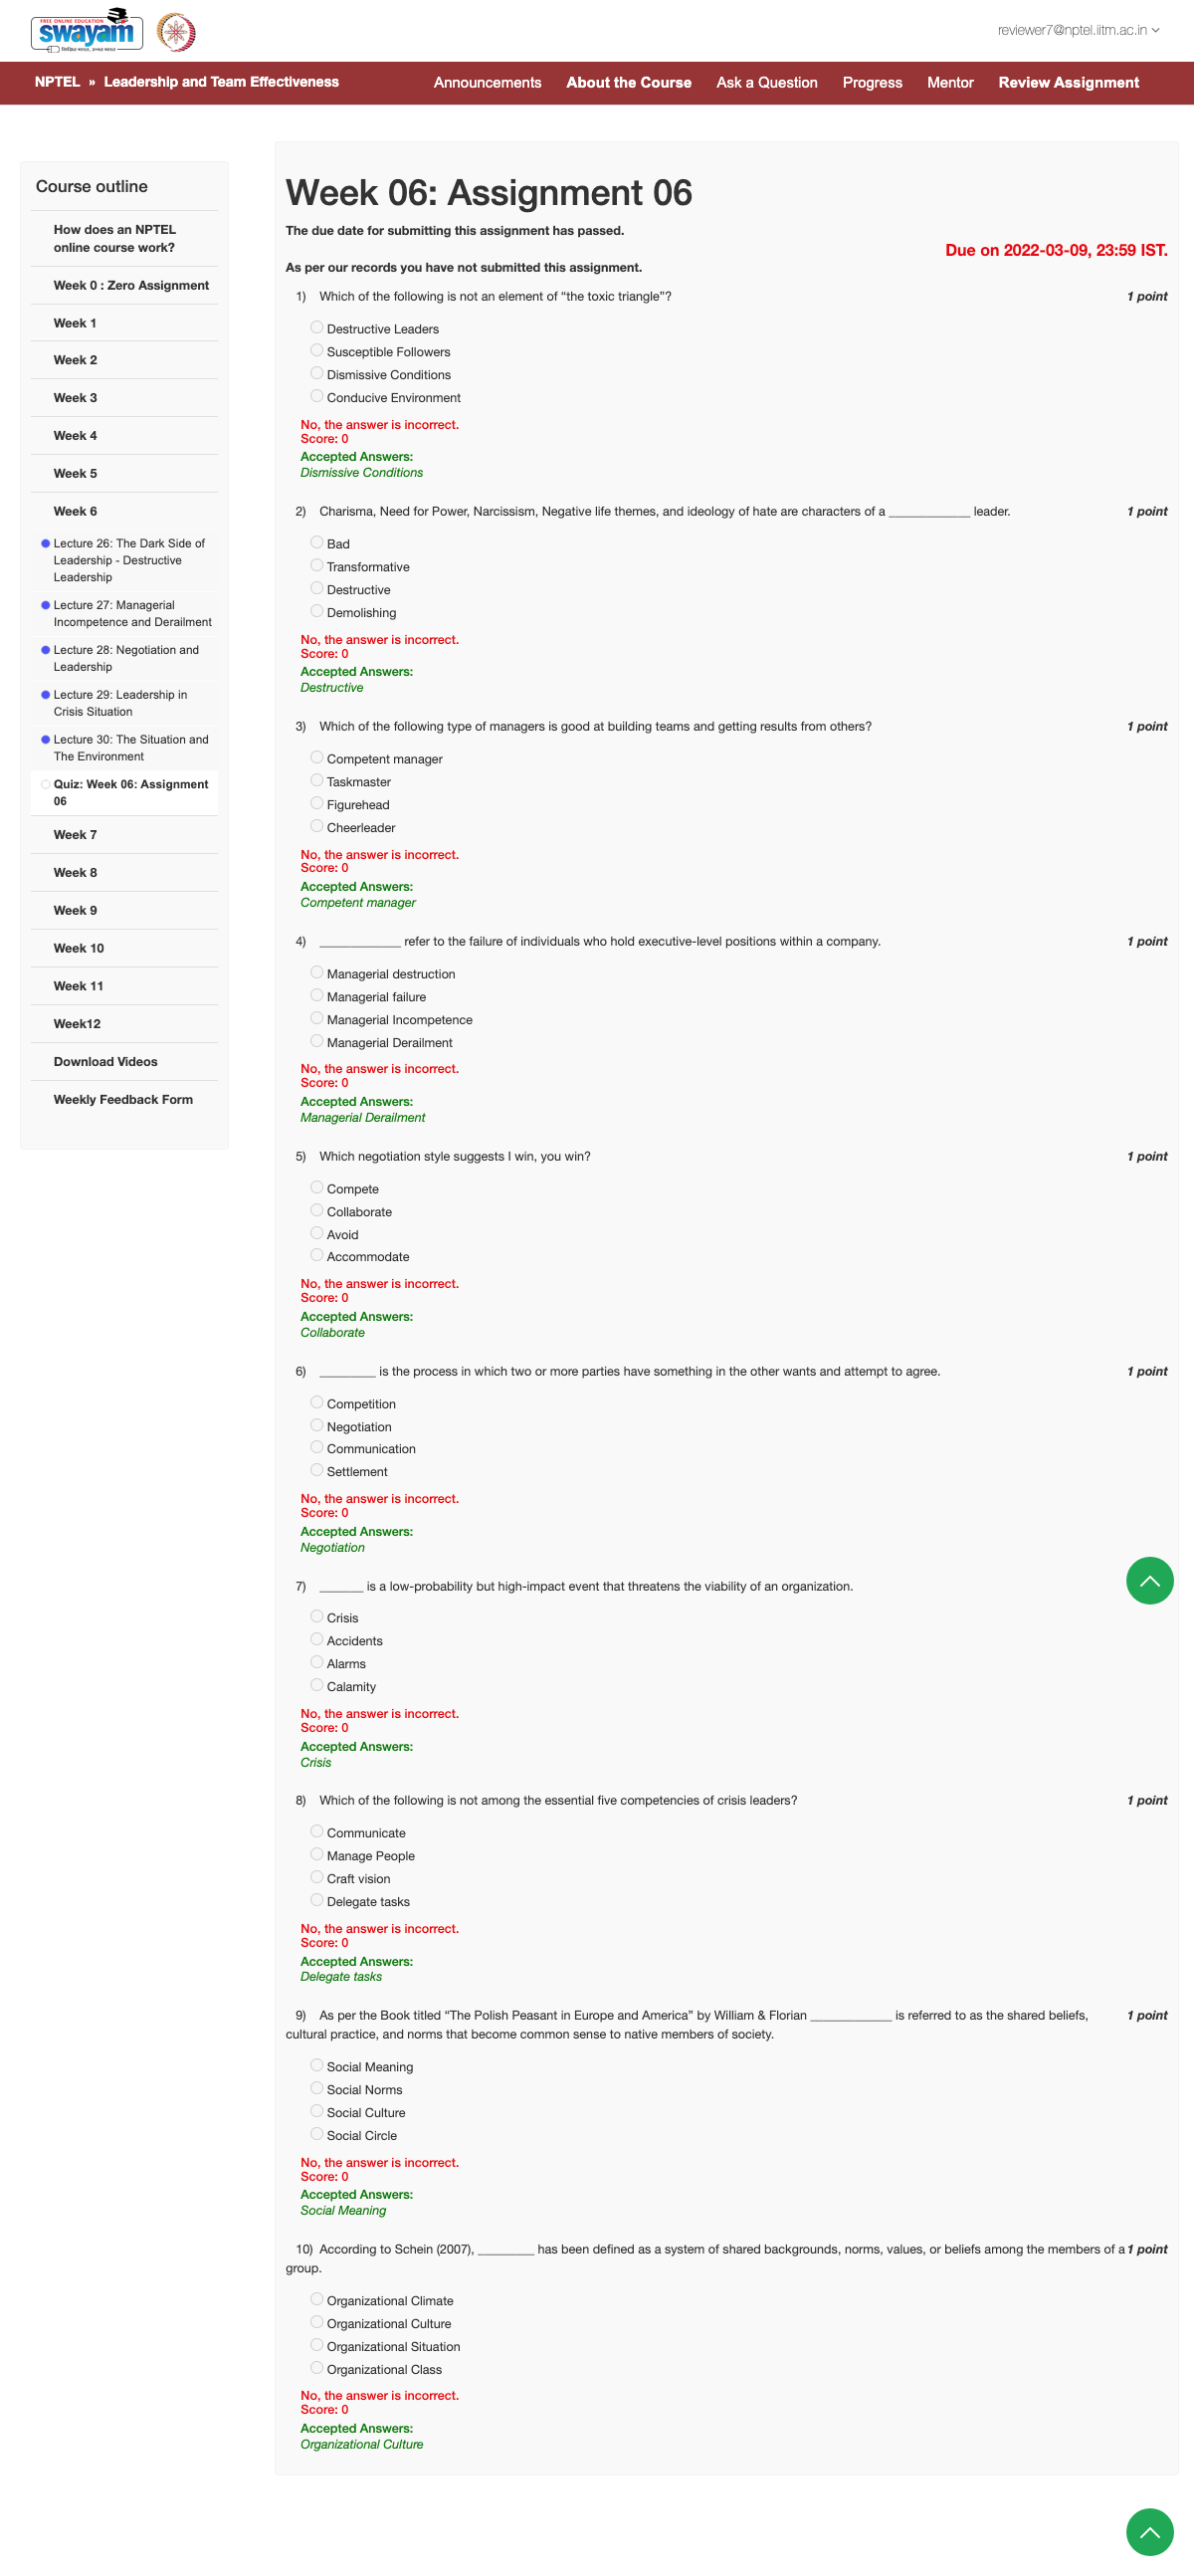 FREE ONLINE EDUCATION
swayam
reviewer7@nptel.iitm.ac.in
NPTEL » Leadership and Team Effectiveness
Announcements About the Course Ask a Question Progress Mentor Review Assignment
Course outline
How does an NPTEL
online course work?
Week 0 : Zero Assignment
Week 1
Week 2
Week 3
Week 4
Week 5
Week 6
Lecture 26: The Dark Side of
Leadership - Destructive
Leadership
Lecture 27: Managerial
Incompetence and Derailment
Lecture 28: Negotiation and
Leadership
Lecture 29: Leadership in
Crisis Situation
Lecture 30: The Situation and
The Environment
Quiz: Week 06: Assignment
06
Week 7
Week 8
Week 9
Week 10
Week 11
Week12
Download Videos
Weekly Feedback Form
Week 06: Assignment 06
The due date for submitting this assignment has passed.
Due on 2022-03-09, 23:59 IST.
As per our records you have not submitted this assignment.
1) Which of the following is not an element of “the toxic triangle”? 1 point
Destructive Leaders
Susceptible Followers
Dismissive Conditions
Conducive Environment
No, the answer is incorrect.
Score: 0
Accepted Answers:
Dismissive Conditions
2) Charisma, Need for Power, Narcissism, Negative life themes, and ideology of hate are characters of a _____________ leader. 1 point
Bad
Transformative
Destructive
Demolishing
No, the answer is incorrect.
Score: 0
Accepted Answers:
Destructive
3) Which of the following type of managers is good at building teams and getting results from others? 1 point
Competent manager
Taskmaster
Figurehead
Cheerleader
No, the answer is incorrect.
Score: 0
Accepted Answers:
Competent manager
4) _____________ refer to the failure of individuals who hold executive-level positions within a company. 1 point
Managerial destruction
Managerial failure
Managerial Incompetence
Managerial Derailment
No, the answer is incorrect.
Score: 0
Accepted Answers:
Managerial Derailment
5) Which negotiation style suggests I win, you win? 1 point
Compete
Collaborate
Avoid
Accommodate
No, the answer is incorrect.
Score: 0
Accepted Answers:
Collaborate
6) _________ is the process in which two or more parties have something in the other wants and attempt to agree. 1 point
Competition
Negotiation
Communication
Settlement
No, the answer is incorrect.
Score: 0
Accepted Answers:
Negotiation
7) _______ is a low-probability but high-impact event that threatens the viability of an organization.
Crisis
Accidents
Alarms
Calamity
No, the answer is incorrect.
Score: 0
Accepted Answers:
Crisis
8) Which of the following is not among the essential five competencies of crisis leaders? 1 point
Communicate
Manage People
Craft vision
Delegate tasks
No, the answer is incorrect.
Score: 0
Accepted Answers:
Delegate tasks
9) As per the Book titled “The Polish Peasant in Europe and America” by William & Florian _____________ is referred to as the shared beliefs, 1 point
cultural practice, and norms that become common sense to native members of society.
Social Meaning
Social Norms
Social Culture
Social Circle
No, the answer is incorrect.
Score: 0
Accepted Answers:
Social Meaning
10) According to Schein (2007), _________ has been defined as a system of shared backgrounds, norms, values, or beliefs among the members of a 1 point
group.
Organizational Climate
Organizational Culture
Organizational Situation
Organizational Class
No, the answer is incorrect.
Score: 0
Accepted Answers:
Organizational Culture